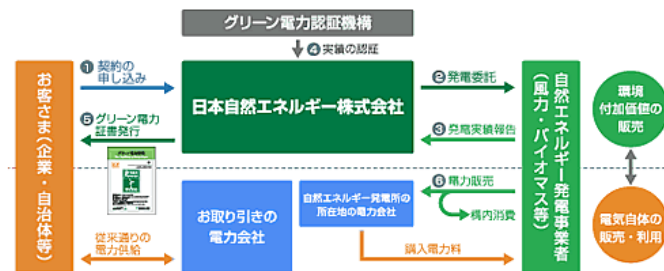 グリーン電力認証機構
❹実績の認証
お客さま(企業・自治体等)
❶契約の
申し込み
日本自然エネルギー株式会社
❷発電委託
❺グリーン電力
証書発行
❸発電実績報告
自然エネルギー発電事業者
(風力・バイオマス等)
環境
付加価値の
販売
お取り引きの
電力会社
自然エネルギー発電所の
所在地の電力会社
❻電力販売
構内消費
従来通りの
電力供給
購入電力料
電気自体の
販売・利用